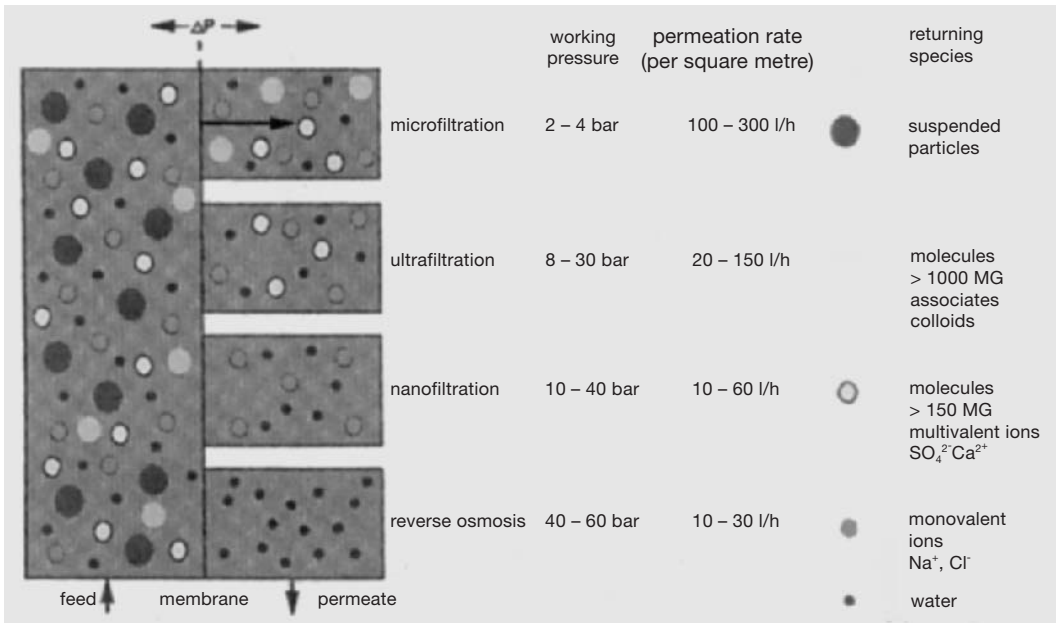 ΔP
working pressure
permeation rate (per square metre)
returning species
microfiltration
2 – 4 bar
100 – 300 l/h
suspended particles
ultrafiltration
8 – 30 bar
20 – 150 l/h
molecules
> 1000 MG
associates
colloids
nanofiltration
10 – 40 bar
10 – 60 l/h
molecules
> 150 MG
multivalent ions
SO₄²⁻Ca²⁺
reverse osmosis
40 – 60 bar
10 – 30 l/h
monovalent
ions
Na⁺, Cl⁻
feed
membrane
permeate
water